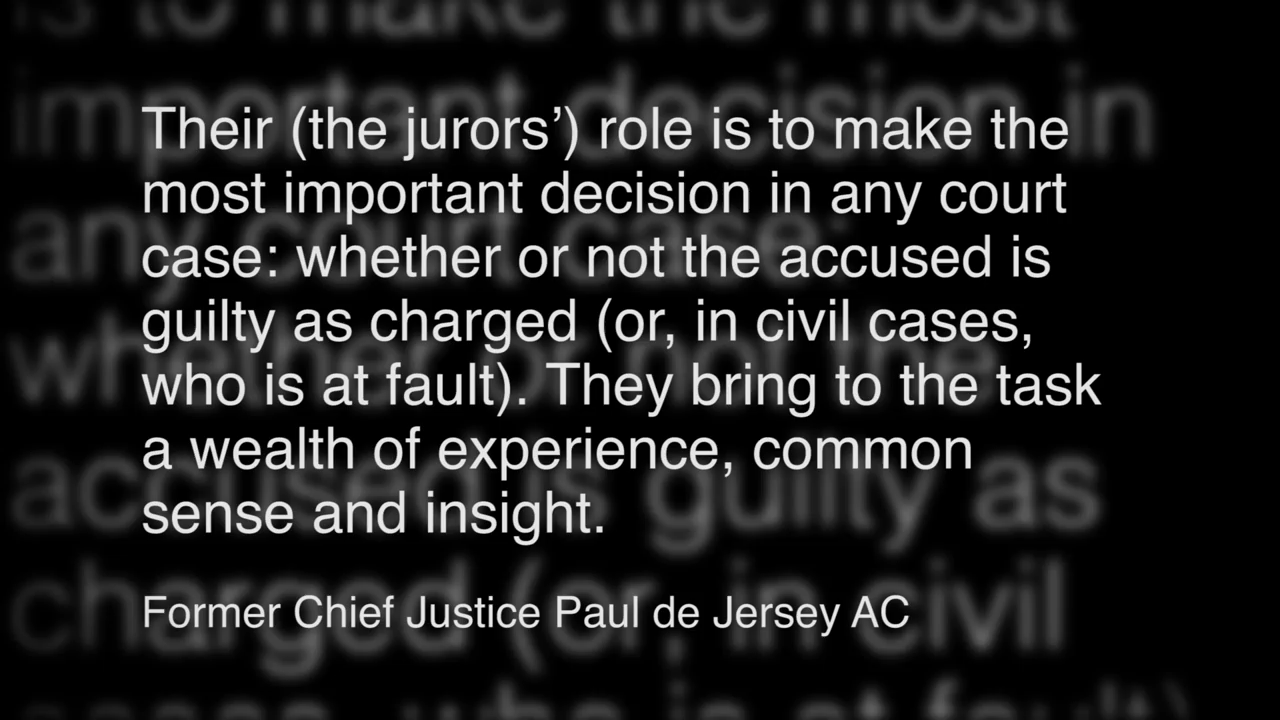 Their (the jurors’) role is to make the
most important decision in any court
case: whether or not the accused is
guilty as charged (or, in civil cases,
who is at fault). They bring to the task
a wealth of experience, common
sense and insight.
Former Chief Justice Paul de Jersey AC